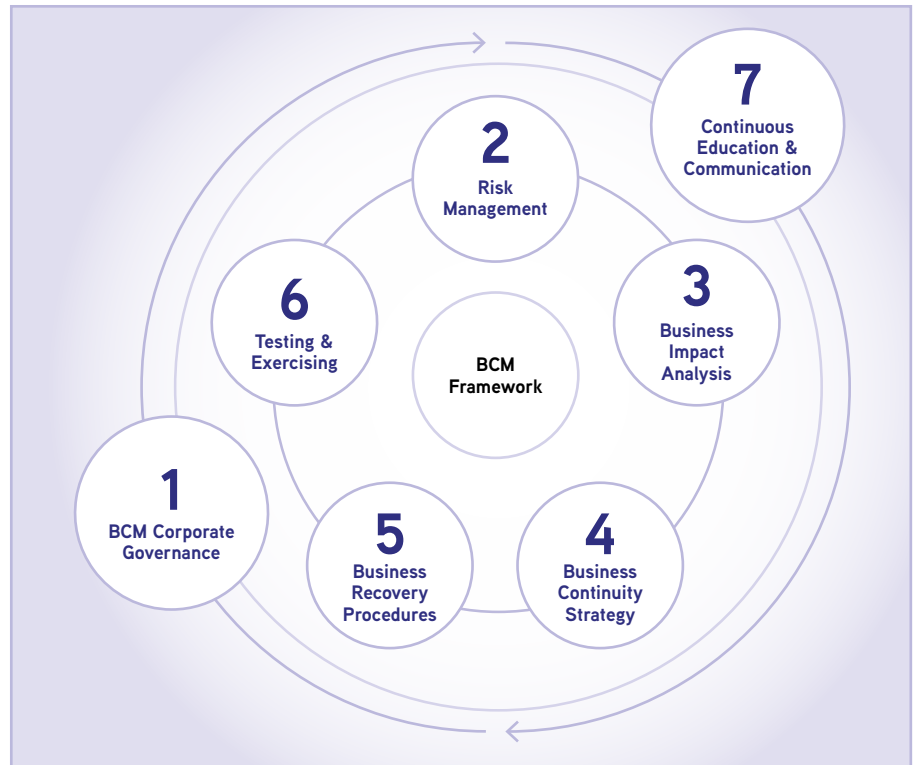 7
Continuous
Education &
Communication
2
Risk
Management
3
Business
Impact
Analysis
6
Testing &
Exercising
BCM
Framework
1
BCM Corporate
Governance
5
Business
Recovery
Procedures
4
Business
Continuity
Strategy